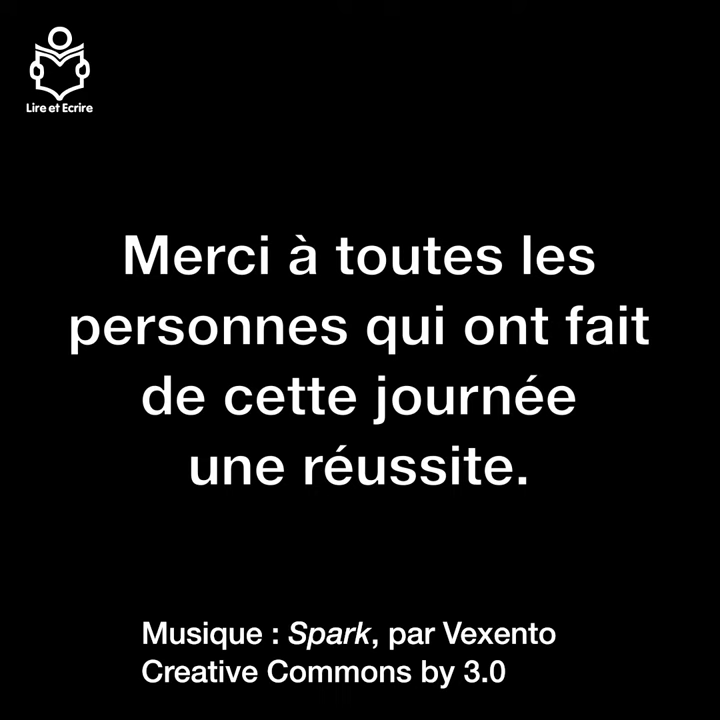 Lire et Ecrire
Merci à toutes les
personnes qui ont fait
de cette journée
une réussite.
Musique : Spark, par Vexento
Creative Commons by 3.0